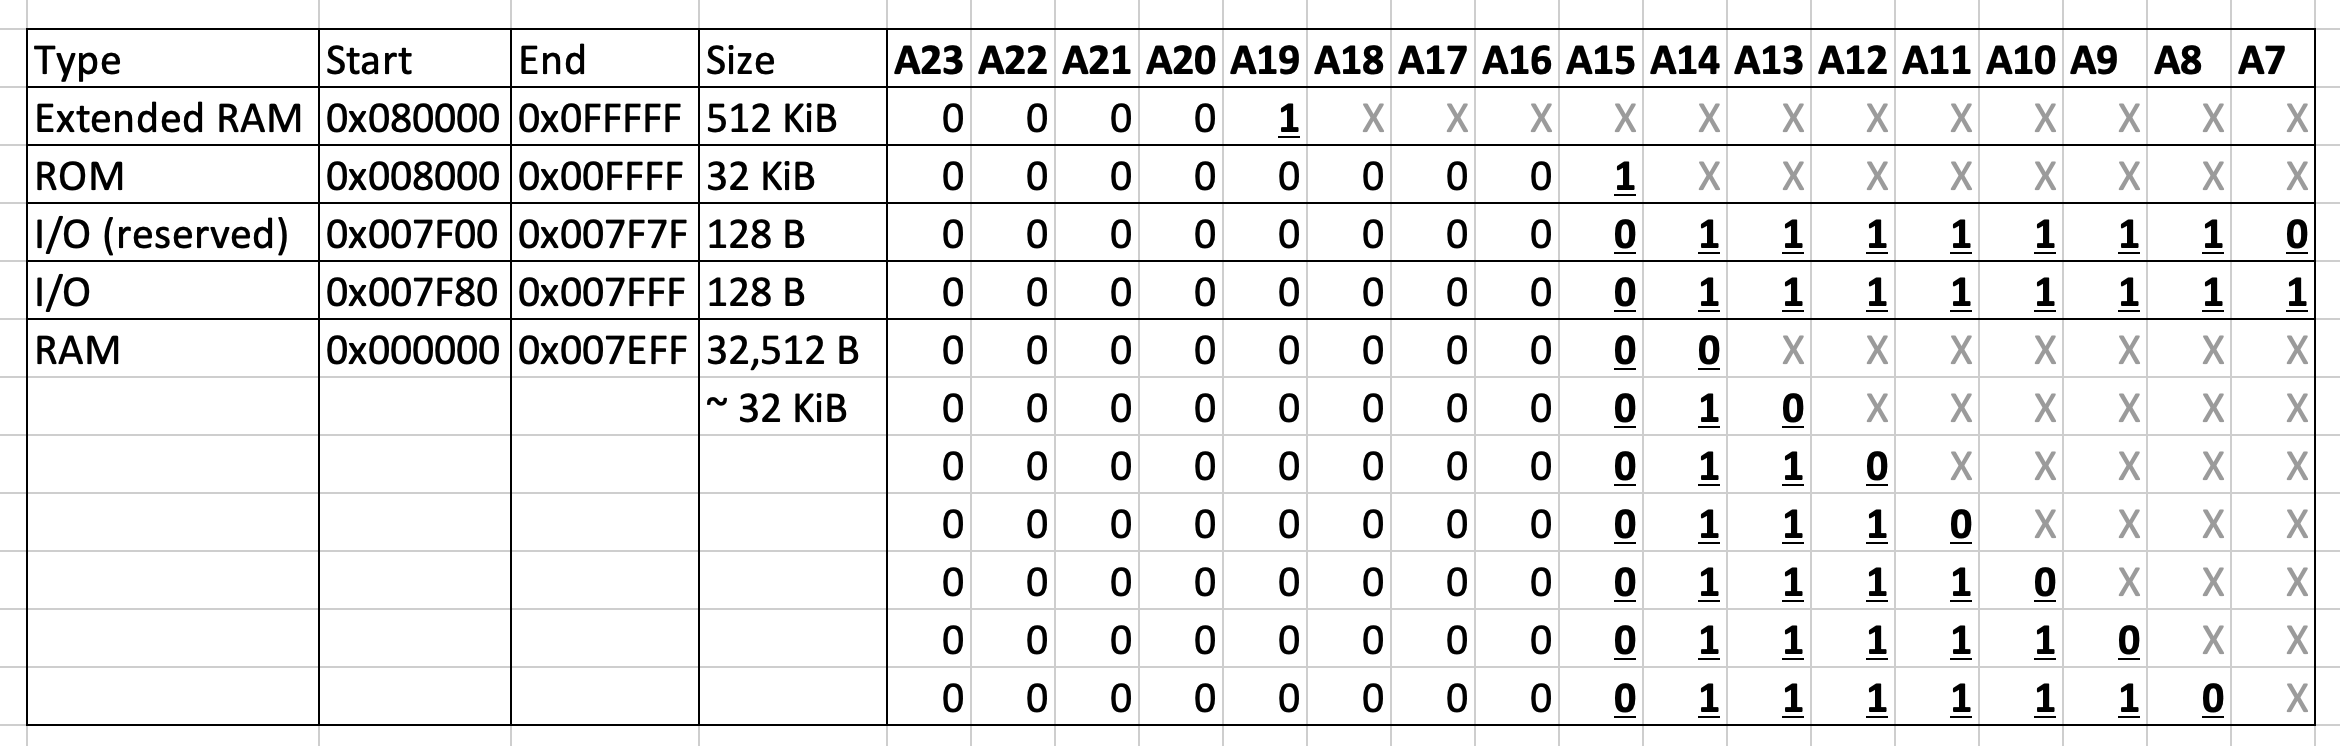 Type Start End Size A23 A22 A21 A20 A19 A18 A17 A16 A15 A14 A13 A12 A11 A10 A9 A8 A7
Extended RAM 0x080000 0x0FFFFF 512 KiB 0 0 0 0 1 X X X X X X X X X X X X
ROM 0x008000 0x00FFFF 32 KiB 0 0 0 0 0 0 0 0 1 X X X X X X X X
I/O (reserved) 0x007F00 0x007F7F 128 B 0 0 0 0 0 0 0 0 0 1 1 1 1 1 1 1 0
I/O 0x007F80 0x007FFF 128 B 0 0 0 0 0 0 0 0 0 1 1 1 1 1 1 1 1
RAM 0x000000 0x007EFF 32,512 B 0 0 0 0 0 0 0 0 0 0 X X X X X X X
~ 32 KiB 0 0 0 0 0 0 0 0 0 1 0 X X X X X X
0 0 0 0 0 0 0 0 0 1 1 0 X X X X X
0 0 0 0 0 0 0 0 0 1 1 1 0 X X X X
0 0 0 0 0 0 0 0 0 1 1 1 1 0 X X X
0 0 0 0 0 0 0 0 0 1 1 1 1 1 0 X X
0 0 0 0 0 0 0 0 0 1 1 1 1 1 1 0 X